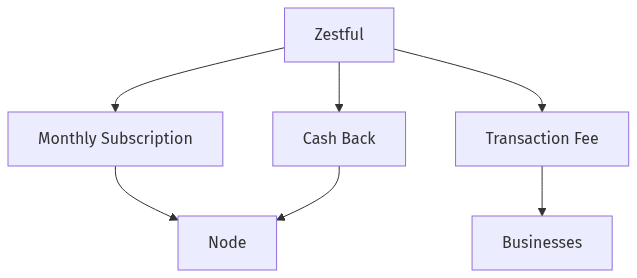 Zestful
Monthly Subscription
Cash Back
Transaction Fee
Node
Businesses